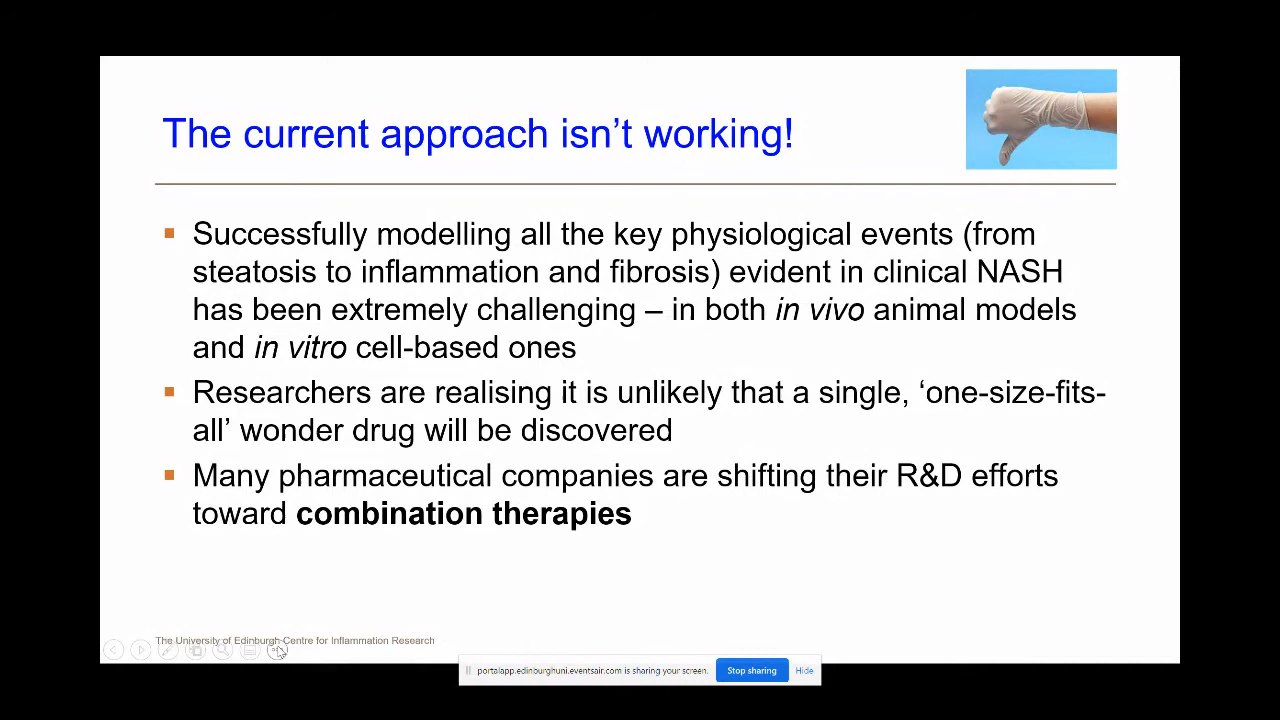 The current approach isn’t working!
Successfully modelling all the key physiological events (from
steatosis to inflammation and fibrosis) evident in clinical NASH
has been extremely challenging – in both in vivo animal models
and in vitro cell-based ones
Researchers are realising it is unlikely that a single, ‘one-size-fits-
all’ wonder drug will be discovered
Many pharmaceutical companies are shifting their R&D efforts
toward combination therapies
The University of Edinburgh Centre for Inflammation Research
portalapp.edinburghuni.eventsair.com is sharing your screen.
Stop sharing
Hide